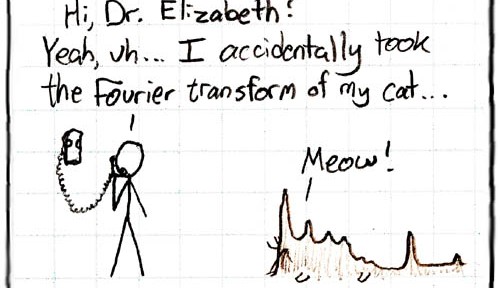 Hi, Dr. Elizabeth?
Yeah, uh... I accidentally took
the Fourier transform of my cat...
Meow!